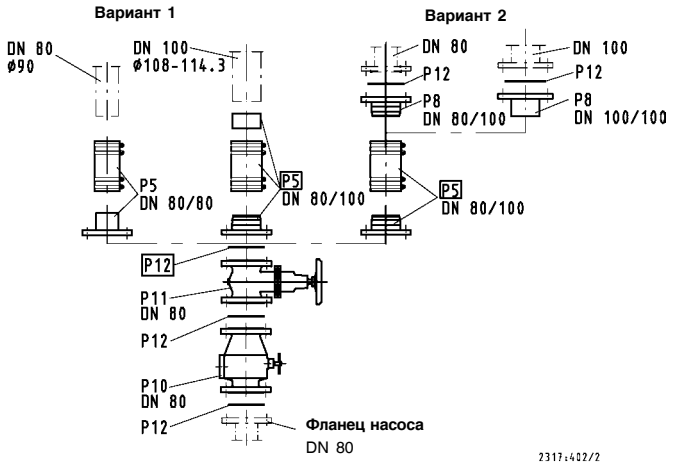 Вариант 1
Вариант 2
DN 80
ø90
DN 100
ø108-114.3
DN 80
P12
P8
DN 80/100
DN 100
P12
P8
DN 100/100
P5
DN 80/80
P5
DN 80/100
P5
DN 80/100
P12
P11
DN 80
P12
P10
DN 80
P12
Фланец насоса
DN 80
2317:402/2